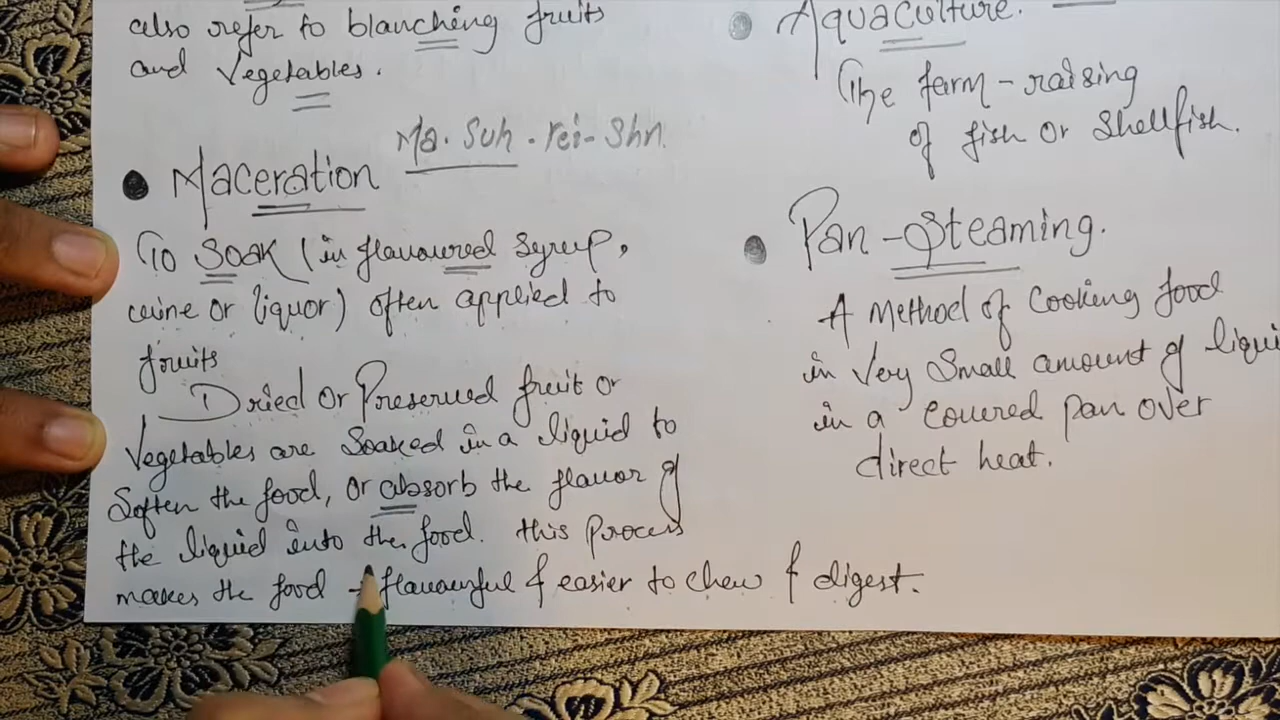 also refer to blanching fruits
and Vegetables.
Ma. Suh - rei - Shn.
Maceration
To SOAK (in flavoured syrup,
wine or liquor) often applied to
fruits
Dried or Preserved fruit or
Vegetables are Soaked in a liquid to
Soften the food, or absorb the flavor of
the liquid into the food. this process
makes the food flavourful & easier to chew & digest.
Aquaculture.
The farm - raising
of fish or Shellfish.
Pan - Steaming.
A Method of Cooking food
in Very Small amount of liqui
in a Covered pan over
direct heat.